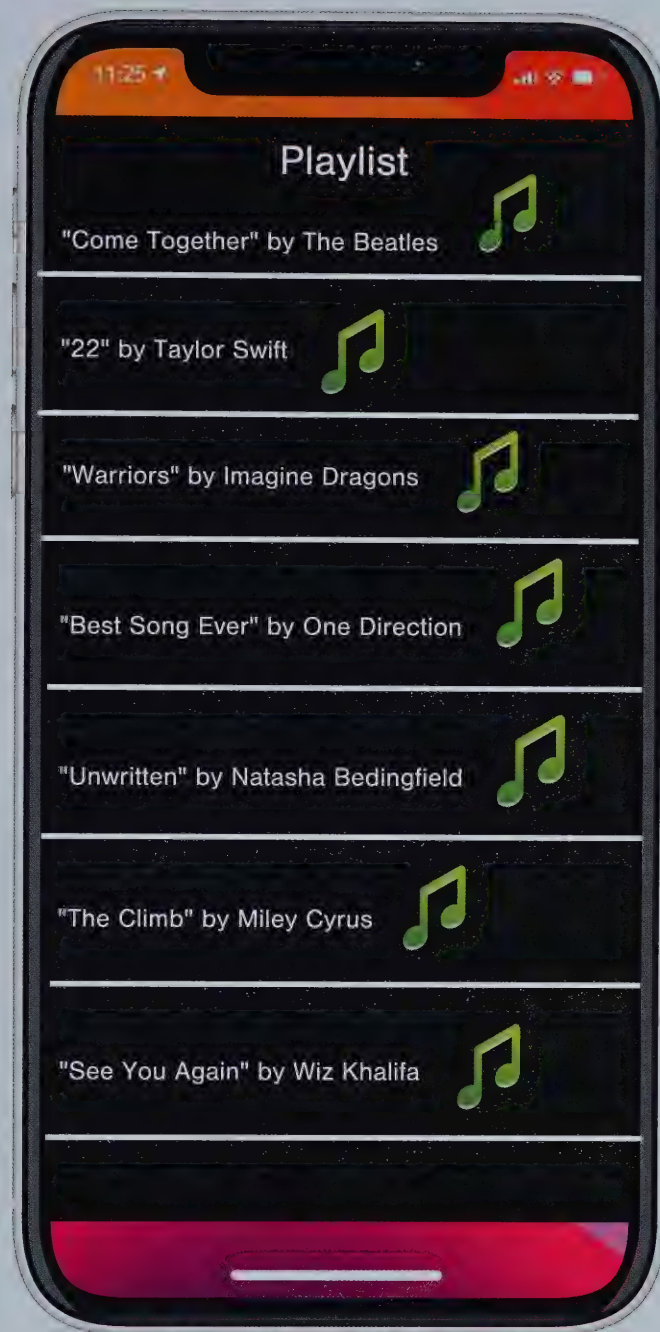 11:25
Playlist
"Come Together" by The Beatles
"22" by Taylor Swift
"Warriors" by Imagine Dragons
"Best Song Ever" by One Direction
"Unwritten" by Natasha Bedingfield
"The Climb" by Miley Cyrus
"See You Again" by Wiz Khalifa